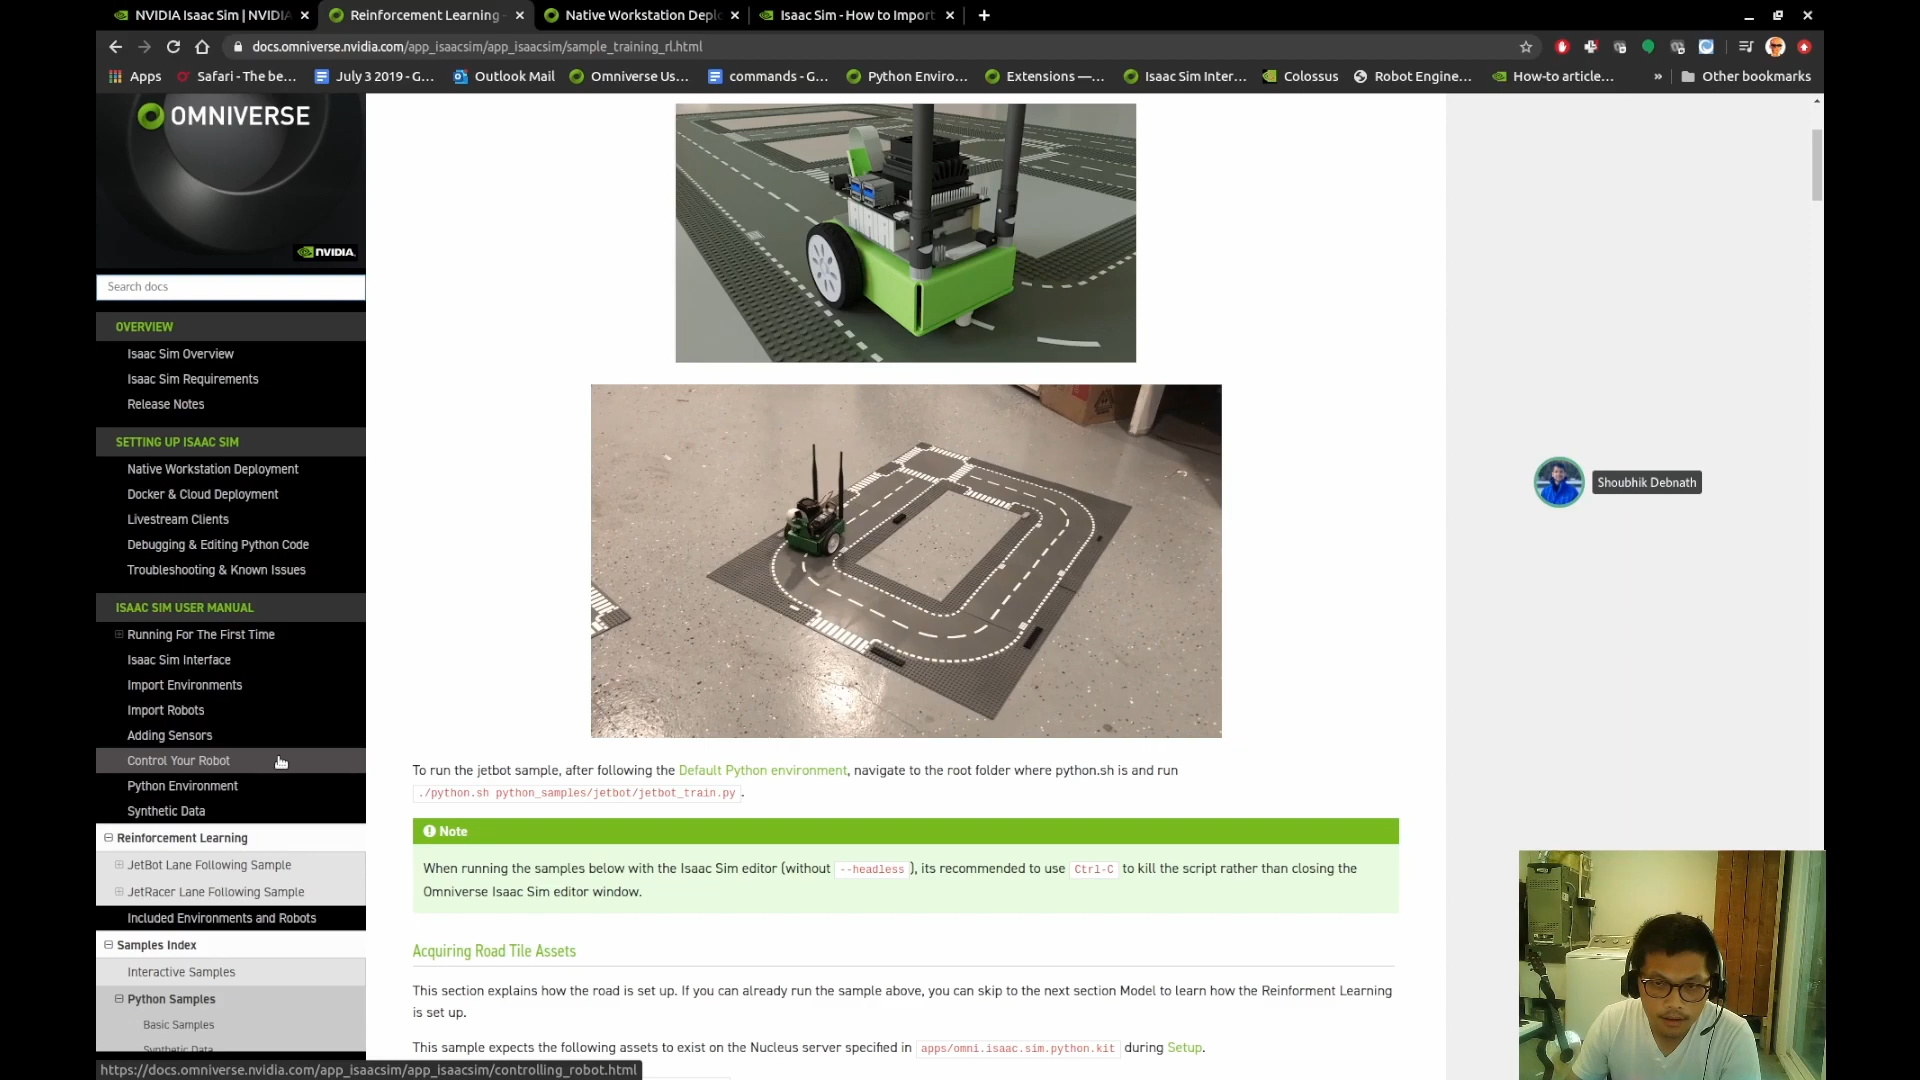 NVIDIA Isaac Sim | NVIDIA
Reinforcement Learning -
Native Workstation Deplo
Isaac Sim - How to Import
docs.omniverse.nvidia.com/app_isaacsim/app_isaacsim/sample_training_rl.html
Apps
Safari - The be...
July 3 2019 - G...
Outlook Mail
Omniverse Us...
commands - G...
Python Enviro...
Extensions —...
Isaac Sim Inter...
Colossus
Robot Engine...
How-to article...
» Other bookmarks
OMNIVERSE
NVIDIA.
Search docs
OVERVIEW
Isaac Sim Overview
Isaac Sim Requirements
Release Notes
SETTING UP ISAAC SIM
Native Workstation Deployment
Docker & Cloud Deployment
Livestream Clients
Debugging & Editing Python Code
Troubleshooting & Known Issues
ISAAC SIM USER MANUAL
Running For The First Time
Isaac Sim Interface
Import Environments
Import Robots
Adding Sensors
Control Your Robot
Python Environment
Synthetic Data
Reinforcement Learning
JetBot Lane Following Sample
JetRacer Lane Following Sample
Included Environments and Robots
Samples Index
Interactive Samples
Python Samples
Basic Samples
Synthetic Data
https://docs.omniverse.nvidia.com/app_isaacsim/app_isaacsim/controlling_robot.html
To run the jetbot sample, after following the Default Python environment, navigate to the root folder where python.sh is and run
./python.sh python_samples/jetbot/jetbot_train.py.
Note
When running the samples below with the Isaac Sim editor (without --headless), its recommended to use Ctrl-C to kill the script rather than closing the
Omniverse Isaac Sim editor window.
Acquiring Road Tile Assets
This section explains how the road is set up. If you can already run the sample above, you can skip to the next section Model to learn how the Reinforment Learning
is set up.
This sample expects the following assets to exist on the Nucleus server specified in apps/omni.isaac.sim.python.kit during Setup.
Shoubhik Debnath